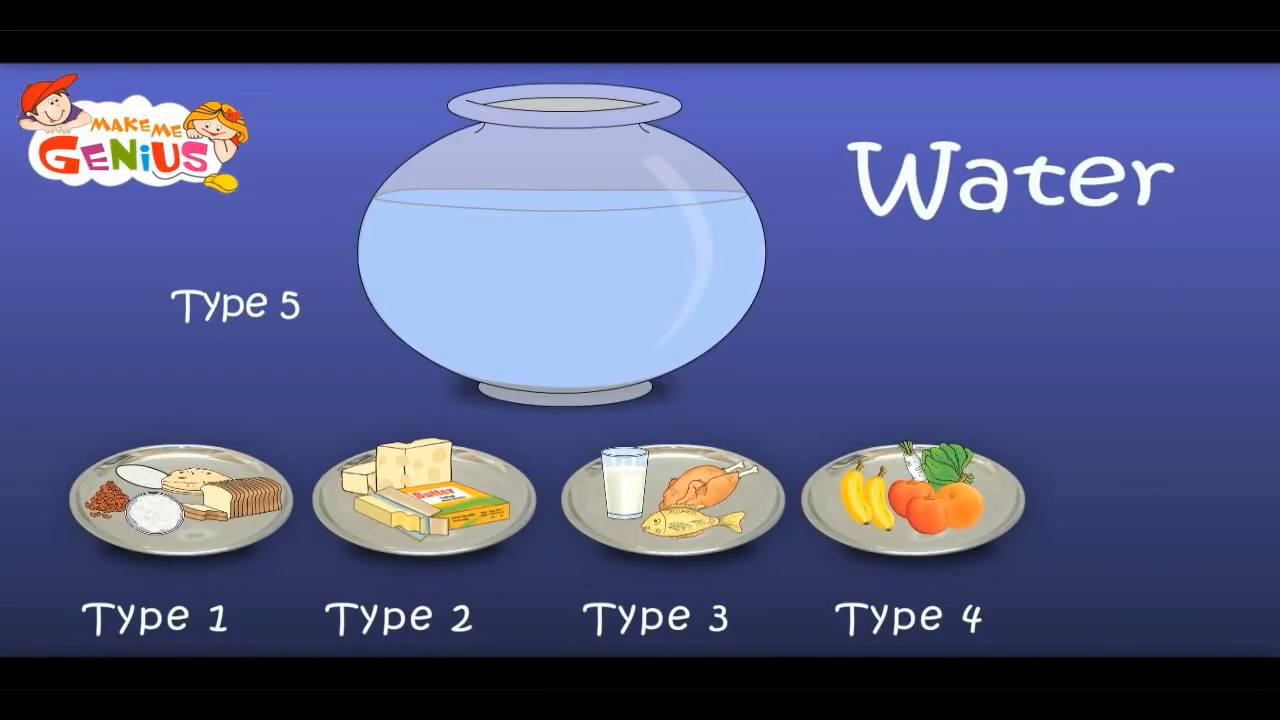 MAKE ME
GENiUS
Water
Type 5
Butter
Type 1
Type 2
Type 3
Type 4